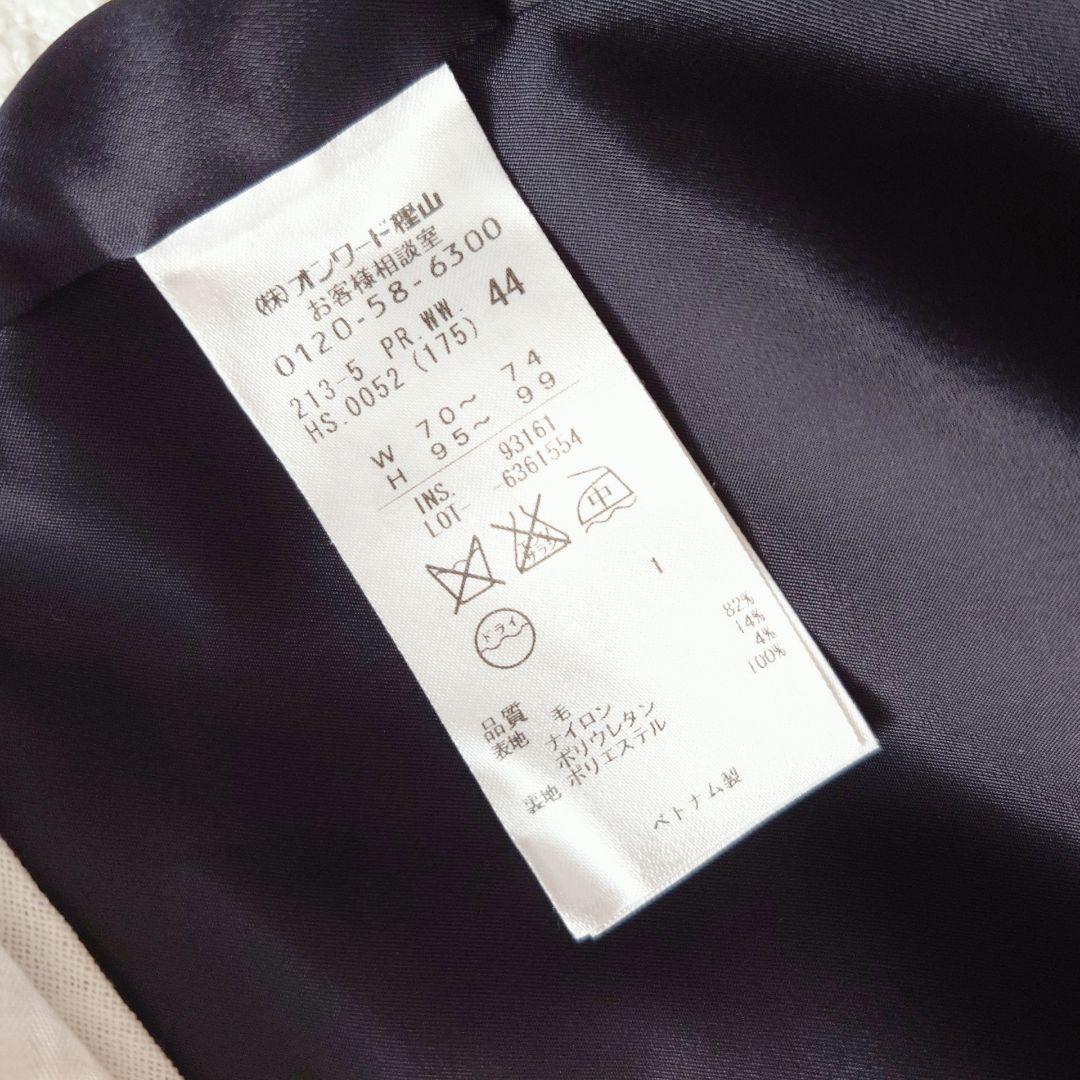 ㈱オンワード樫山
お客様相談室
0120-58-6300
213-5 PR WW. 44
HS.0052 (175)
W 70～ 74
H 95～ 99
INS. 93161
LOT- -6361554
サラシ 中
1
ドライ
品質
表地 毛 82%
ナイロン 14%
ポリウレタン 4%
裏地 ポリエステル 100%
ベトナム製